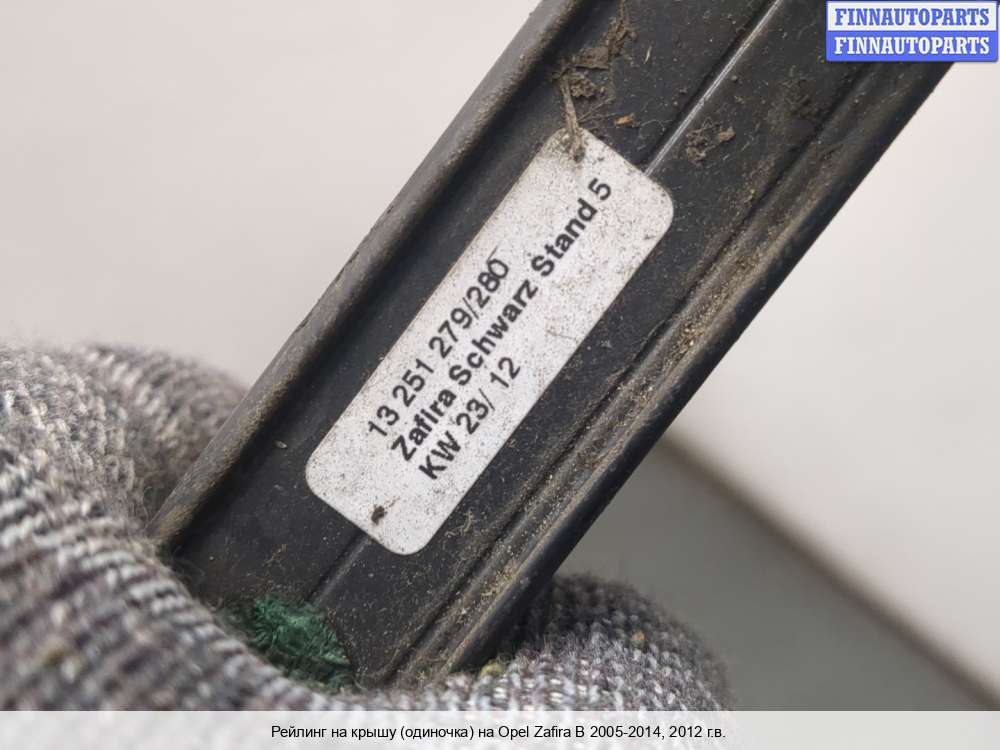 FINNAUTOPARTS
FINNAUTOPARTS
13 251 279/280
Zafira Schwarz Stand 5
KW 23/ 12
Рейлинг на крышу (одиночка) на Opel Zafira B 2005-2014, 2012 г.в.